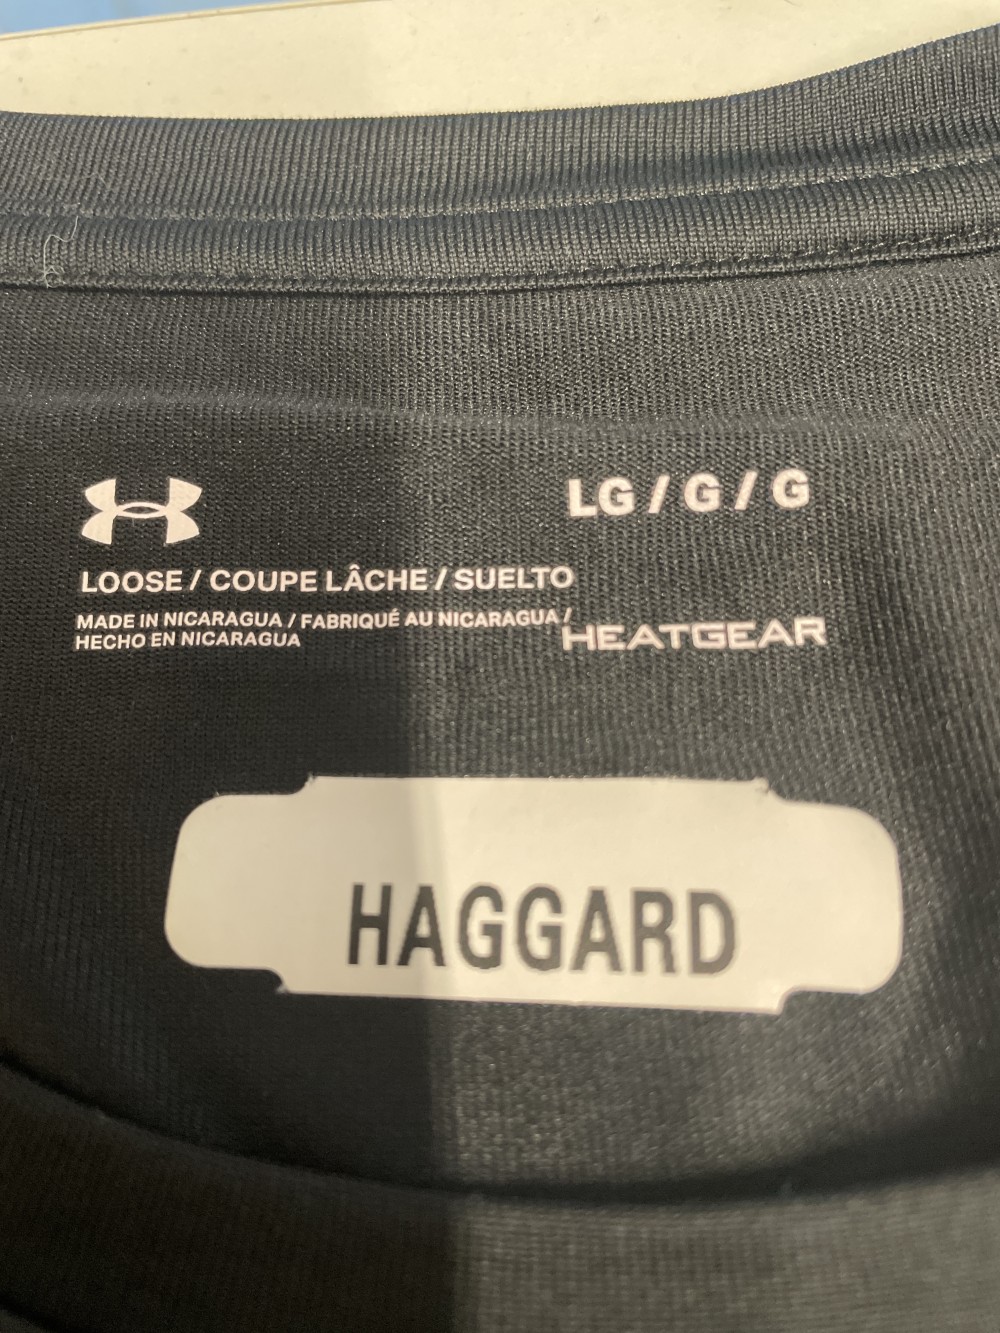 LG / G / G
LOOSE / COUPE LÂCHE / SUELTO
MADE IN NICARAGUA / FABRIQUÉ AU NICARAGUA /
HECHO EN NICARAGUA
HEATGEAR
HAGGARD